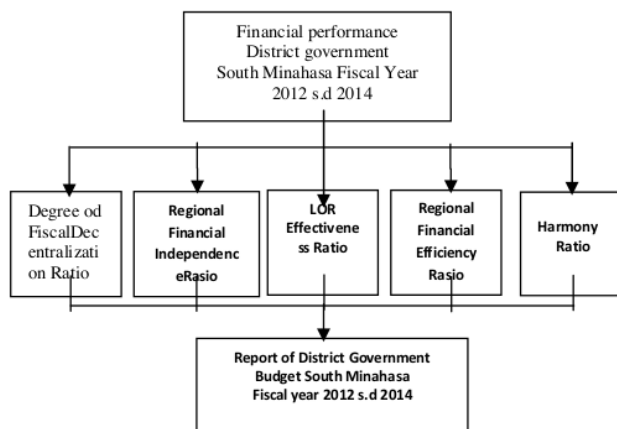 Financial performance
District government
South Minahasa Fiscal Year
2012 s.d 2014
Degree od
FiscalDec
entralizati
on Ratio
Regional
Financial
Independenc
eRasio
LOR
Effectivene
ss Ratio
Regional
Financial
Efficiency
Rasio
Harmony
Ratio
Report of District Government
Budget South Minahasa
Fiscal year 2012 s.d 2014